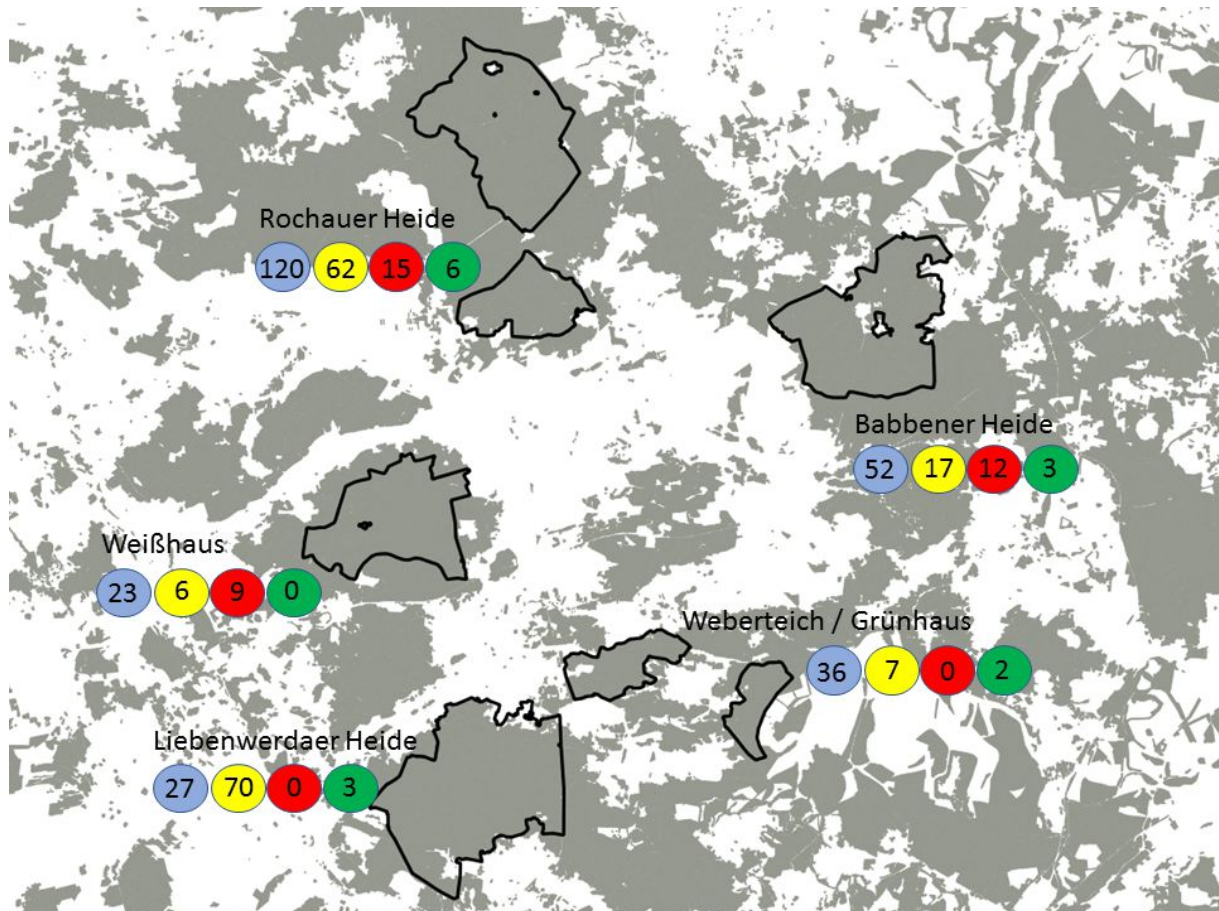 Rochauer Heide
120 62 15 6
Babbener Heide
52 17 12 3
Weißhaus
23 6 9 0
Weberteich / Grünhaus
36 7 0 2
Liebenwerdaer Heide
27 70 0 3